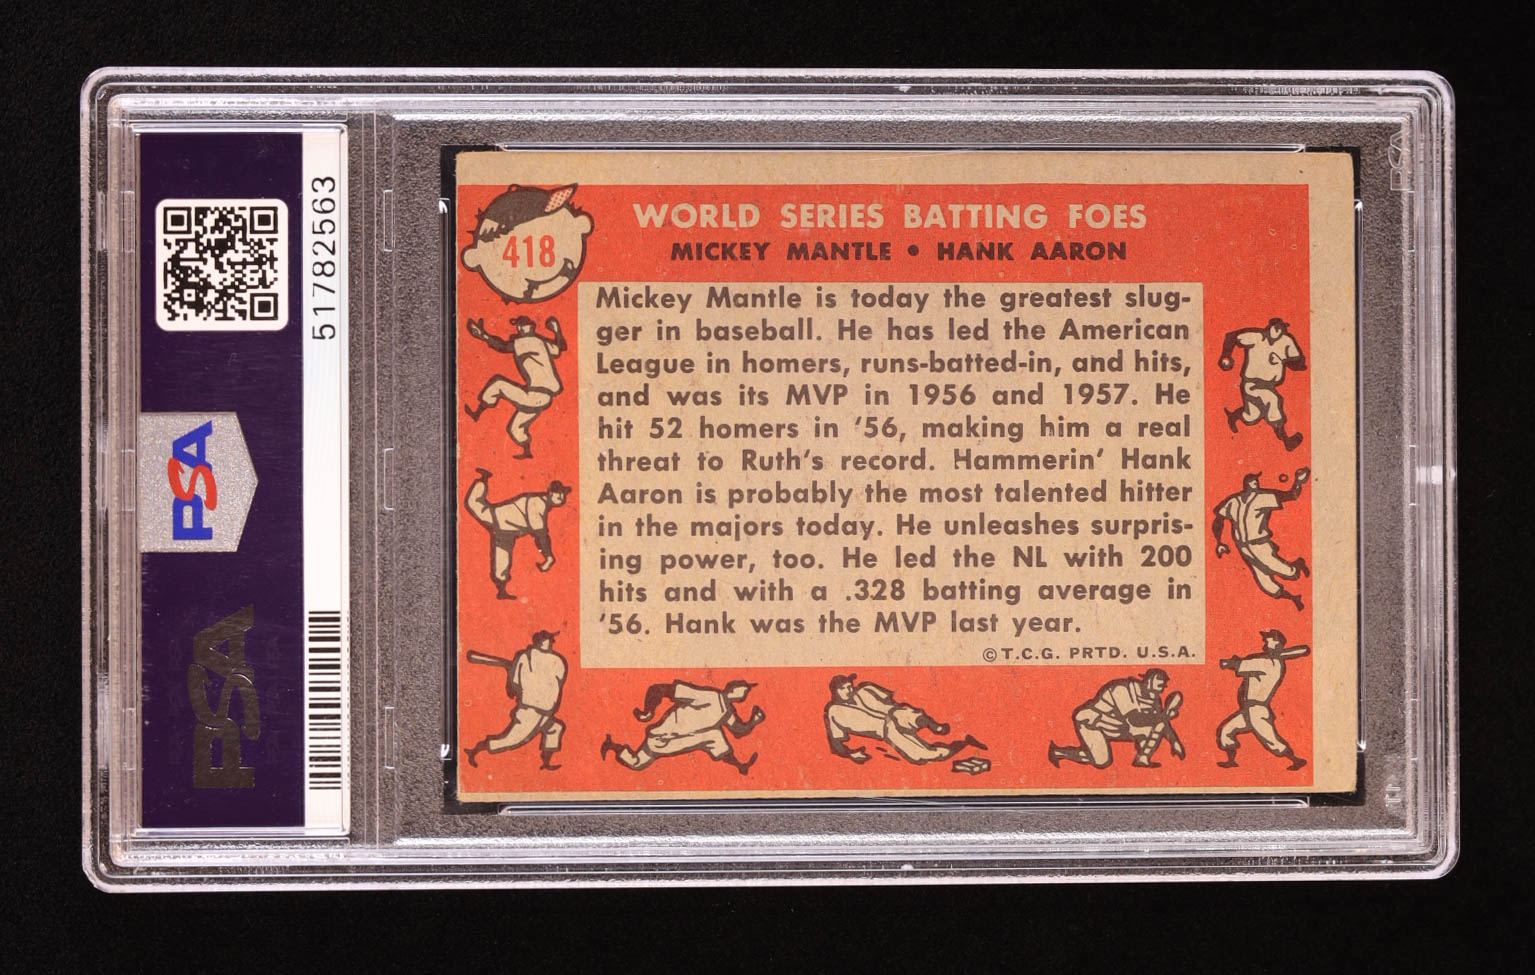 PSA
51782563
PSA
418
WORLD SERIES BATTING FOES
MICKEY MANTLE • HANK AARON
Mickey Mantle is today the greatest slug-
ger in baseball. He has led the American
League in homers, runs-batted-in, and hits,
and was its MVP in 1956 and 1957. He
hit 52 homers in '56, making him a real
threat to Ruth's record. Hammerin' Hank
Aaron is probably the most talented hitter
in the majors today. He unleashes surpris-
ing power, too. He led the NL with 200
hits and with a .328 batting average in
'56. Hank was the MVP last year.
©T.C.G. PRTD. U.S.A.
PSA